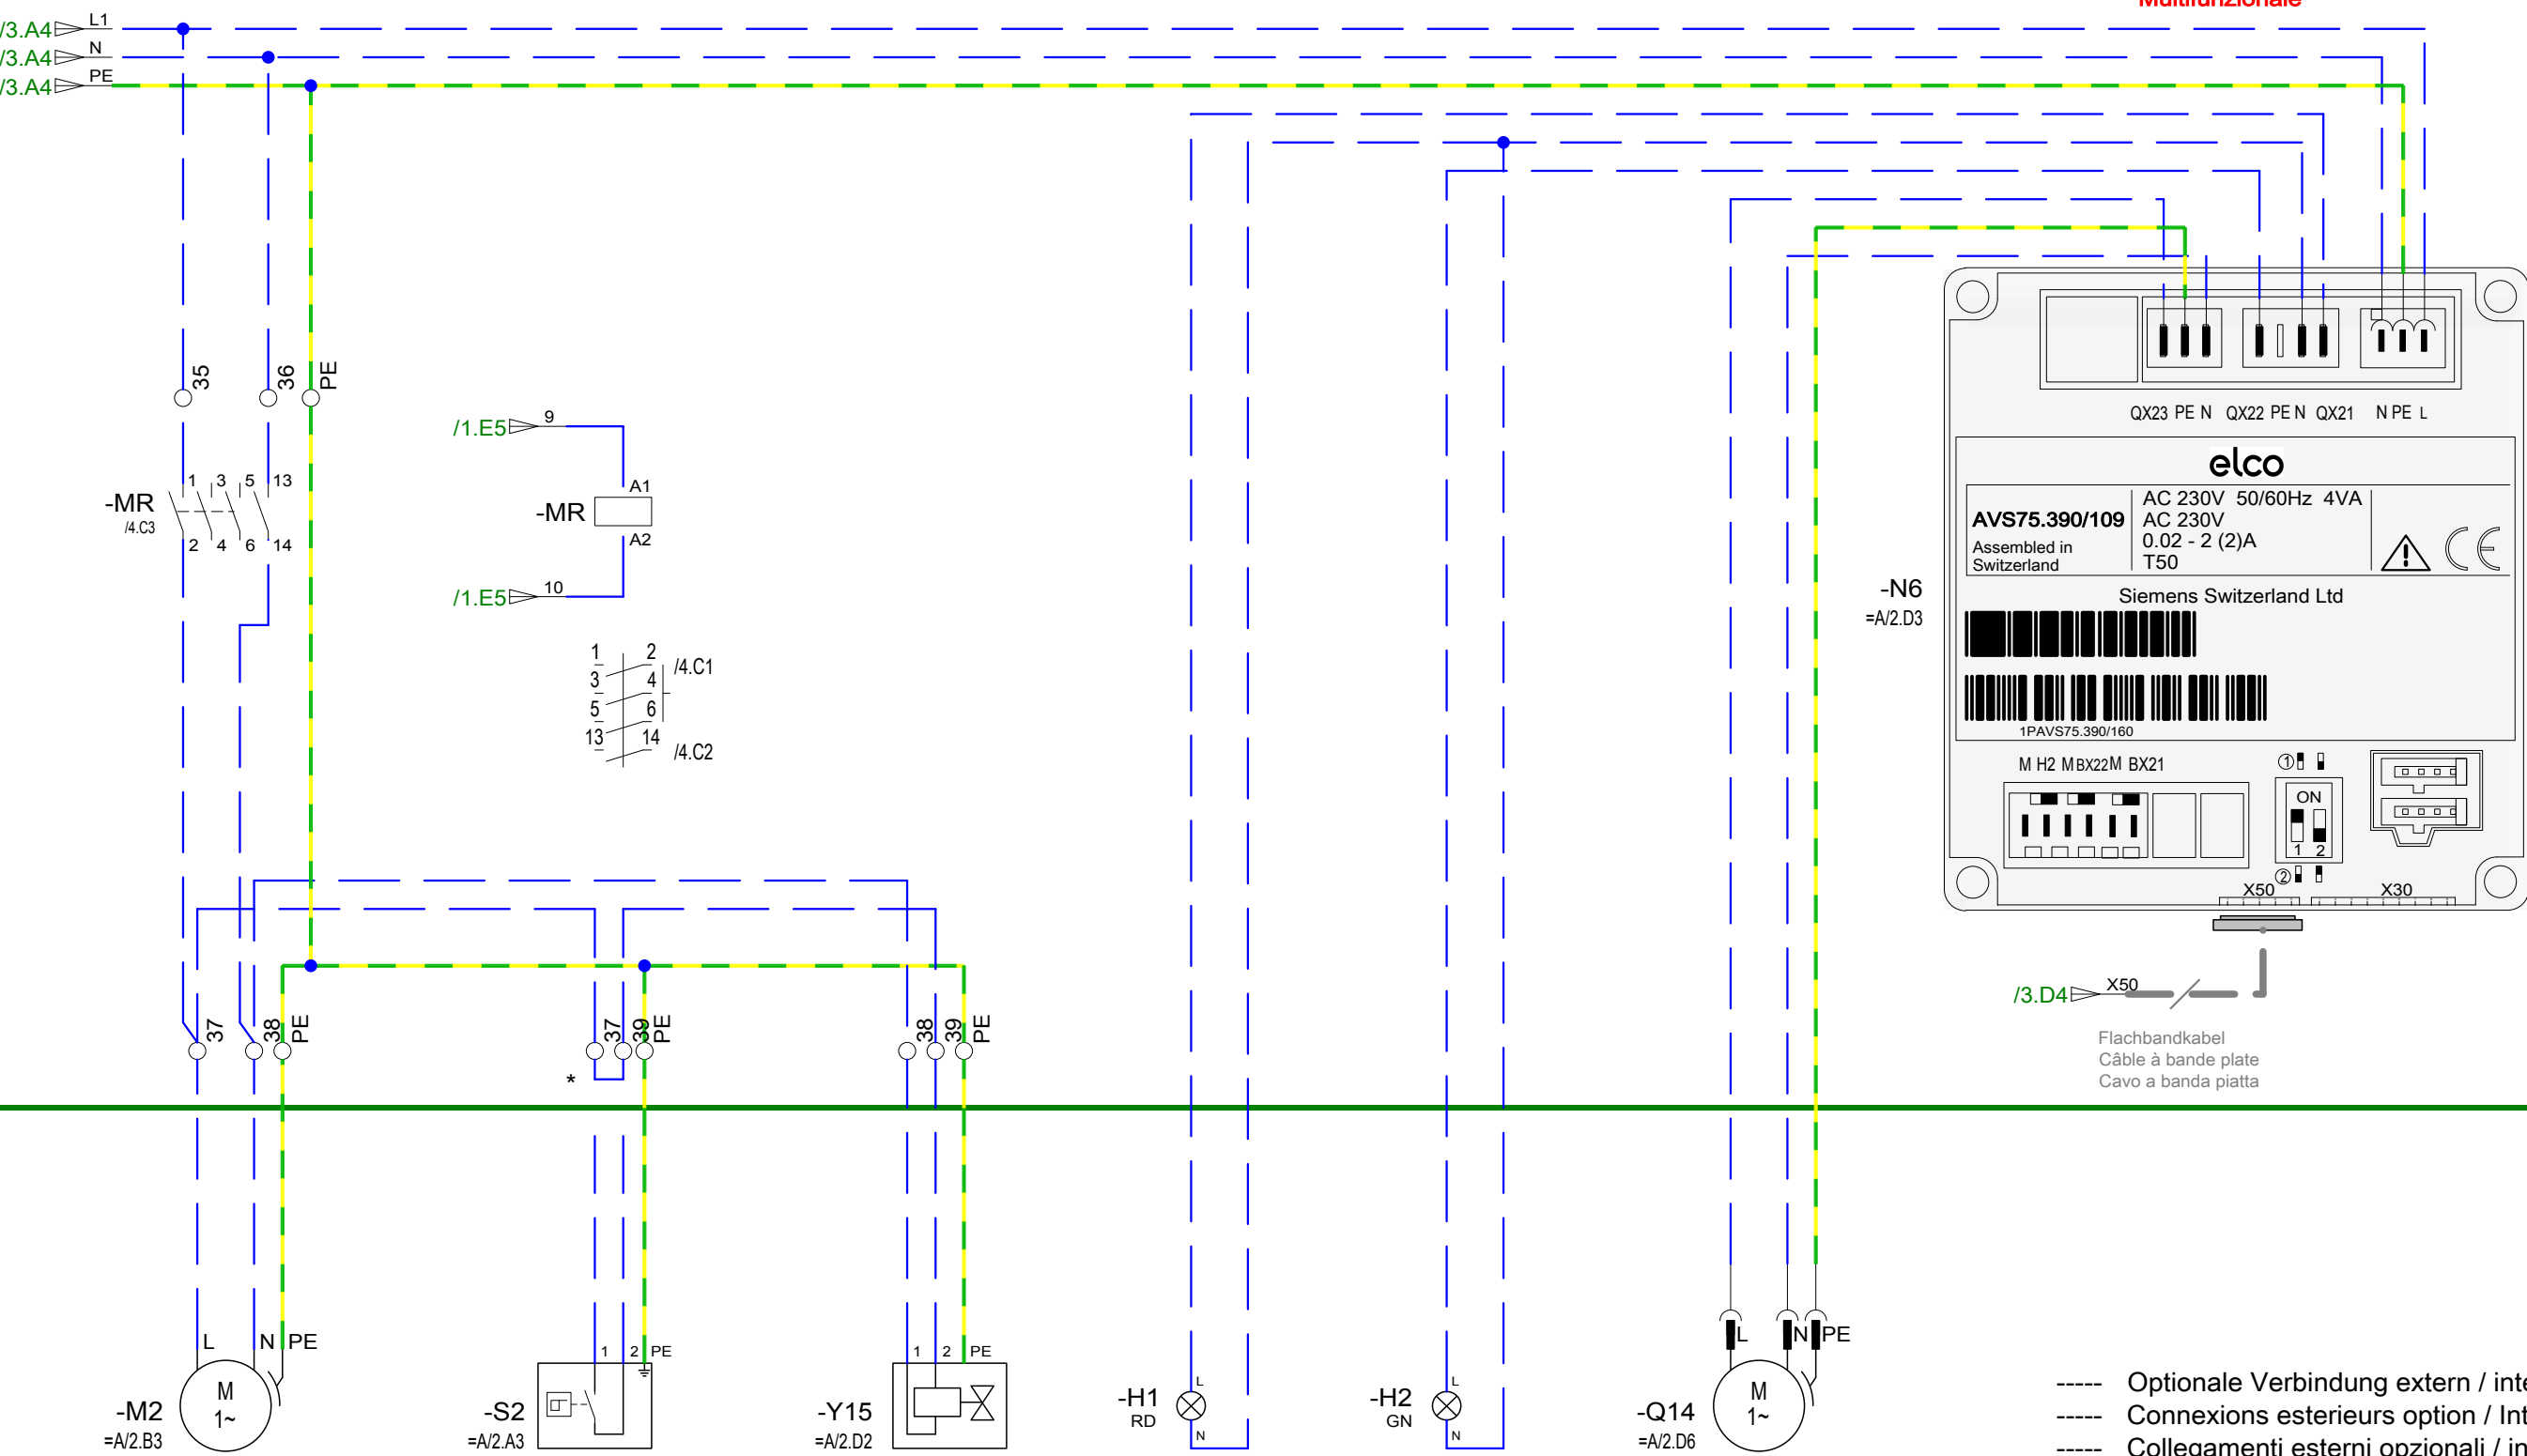 Multifunzionale
/3.A4 L1
/3.A4 N
/3.A4 PE
35
36
PE
/1.E5 9
-MR
/4.C3
1 3 5 13
2 4 6 14
-MR
A1
A2
/1.E5 10
1 2 /4.C1
3 4
5 6
13 14 /4.C2
QX23 PE N QX22 PE N QX21 N PE L
elco
AVS75.390/109
Assembled in
Switzerland
AC 230V 50/60Hz 4VA
AC 230V
0.02 - 2 (2)A
T50
CE
-N6
=A/2.D3
Siemens Switzerland Ltd
1PAVS75.390/160
M H2 M BX22 M BX21
①
ON
1 2
②
X50 X30
/3.D4 X50
Flachbandkabel
Câble à bande plate
Cavo a banda piatta
37
38
PE
37
39
PE
38
39
PE
*
L N PE
M
1~
-M2
=A/2.B3
1 2 PE
-S2
=A/2.A3
1 2 PE
-Y15
=A/2.D2
L
-H1
RD
N
L
-H2
GN
N
L N PE
M
1~
-Q14
=A/2.D6
----- Optionale Verbindung extern /
----- Connexions esterieurs option /
----- Collegamenti esterni opzionali /